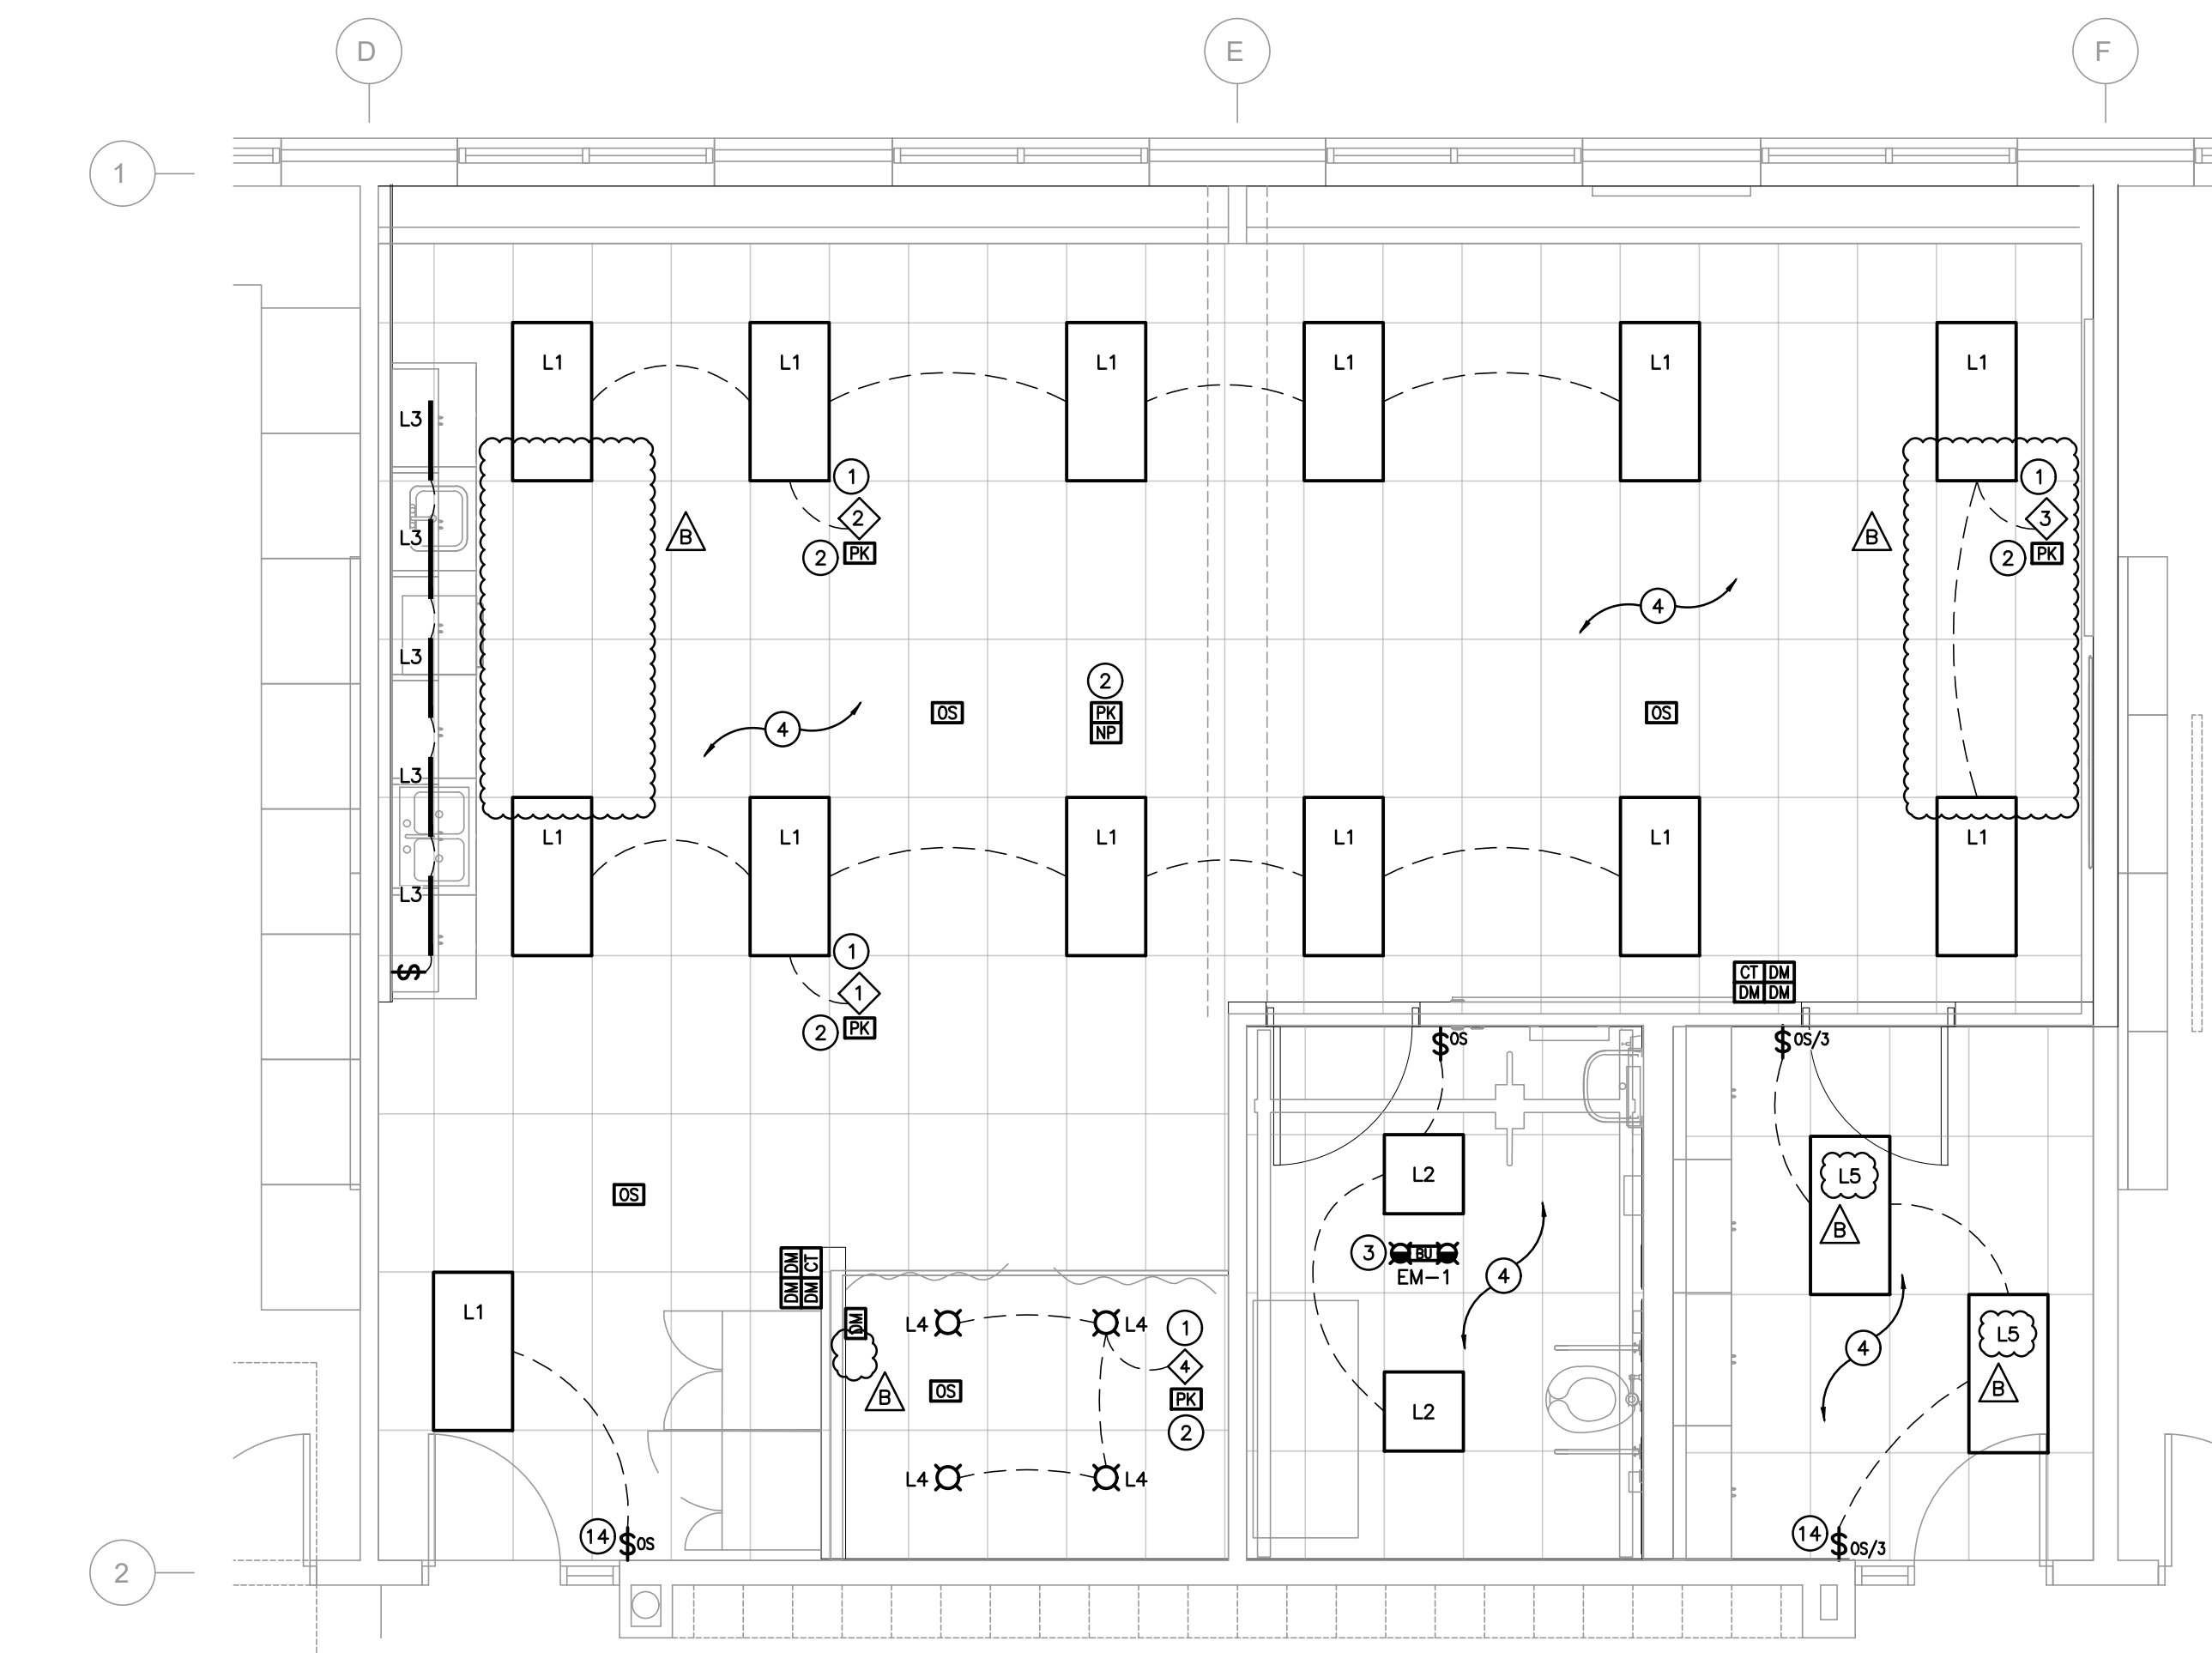 D E F
1
L1 L1 L1 L1 L1 L1
L3
1 1
2 3
L3 B B
2 PK 2 PK
4
L3
2
OS PK OS
NP
4
L3
L1 L1 L1 L1 L1 L1
L3
1
$ CT DM
1 DM DM
2 PK
$OS $OS/3
L2 L5
OS B
DM CT 3 BU 4
DM DM EM-1
L1 DM L4 L4 1 L5
4 4
OS PK B
B 2 L2
L4 L4
14 $OS 14 $OS/3
2